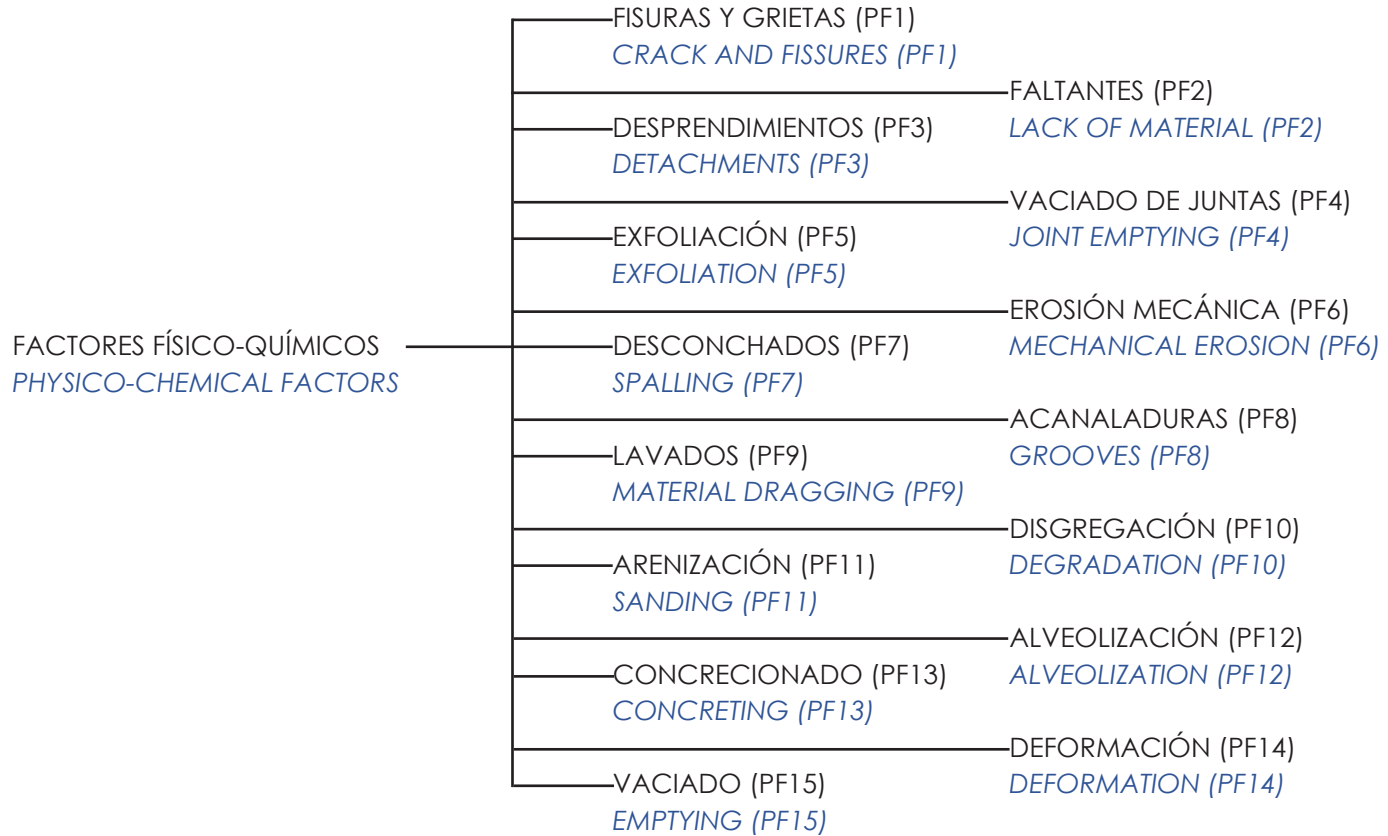 FISURAS Y GRIETAS (PF1)
CRACK AND FISSURES (PF1)
FALTANTES (PF2)
LACK OF MATERIAL (PF2)
DESPRENDIMIENTOS (PF3)
DETACHMENTS (PF3)
VACIADO DE JUNTAS (PF4)
JOINT EMPTYING (PF4)
EXFOLIACIÓN (PF5)
EXFOLIATION (PF5)
EROSIÓN MECÁNICA (PF6)
MECHANICAL EROSION (PF6)
FACTORES FÍSICO-QUÍMICOS
PHYSICO-CHEMICAL FACTORS
DESCONCHADOS (PF7)
SPALLING (PF7)
ACANALADURAS (PF8)
GROOVES (PF8)
LAVADOS (PF9)
MATERIAL DRAGGING (PF9)
DISGREGACIÓN (PF10)
DEGRADATION (PF10)
ARENIZACIÓN (PF11)
SANDING (PF11)
ALVEOLIZACIÓN (PF12)
ALVEOLIZATION (PF12)
CONCRECIONADO (PF13)
CONCRETING (PF13)
DEFORMACIÓN (PF14)
DEFORMATION (PF14)
VACIADO (PF15)
EMPTYING (PF15)